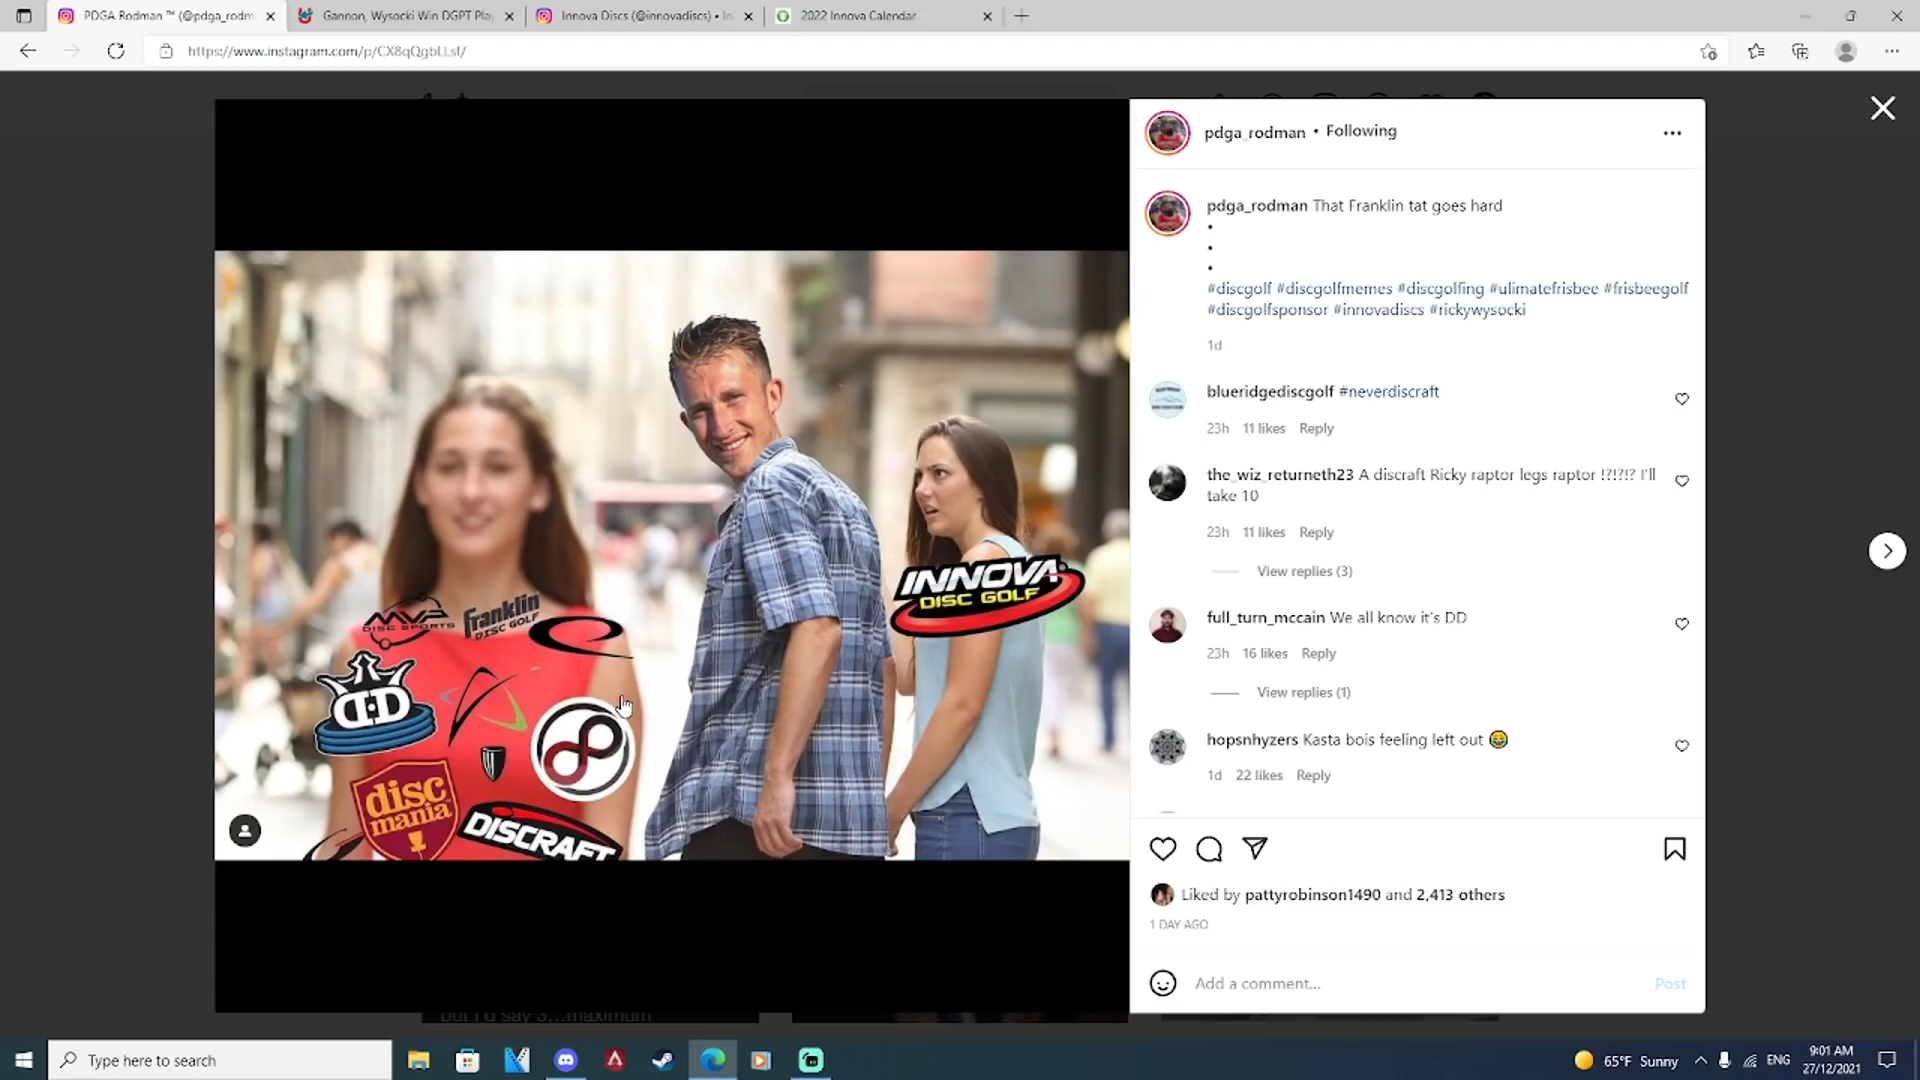 PDGA Rodman ™ (@pdga_rodm
Gannon, Wysocki Win DGPT Pla
Innova Discs (@innovadiscs) • In
2022 Innova Calendar
https://www.instagram.com/p/CX8qQgbLLsf/
pdga_rodman • Following
pdga_rodman That Franklin tat goes hard
•
•
•
#discgolf #discgolfmemes #discgolfing #ulimatefrisbee #frisbeegolf
#discgolfsponsor #innovadiscs #rickywysocki
1d
blueridgediscgolf #neverdiscraft
23h 11 likes Reply
the_wiz_returneth23 A discraft Ricky raptor legs raptor !?!?!? I'll
take 10
23h 11 likes Reply
View replies (3)
full_turn_mccain We all know it's DD
23h 16 likes Reply
View replies (1)
hopsnhyzers Kasta bois feeling left out 😂
1d 22 likes Reply
Liked by pattyrobinson1490 and 2,413 others
1 DAY AGO
Add a comment... Post
INNOVA
DISC GOLF
MVP
DISC SPORTS
Franklin
DISC GOLF
DD
disc
mania
DISCRAFT
but I'd say 3...maximum
Type here to search
65°F Sunny
ENG
9:01 AM
27/12/2021